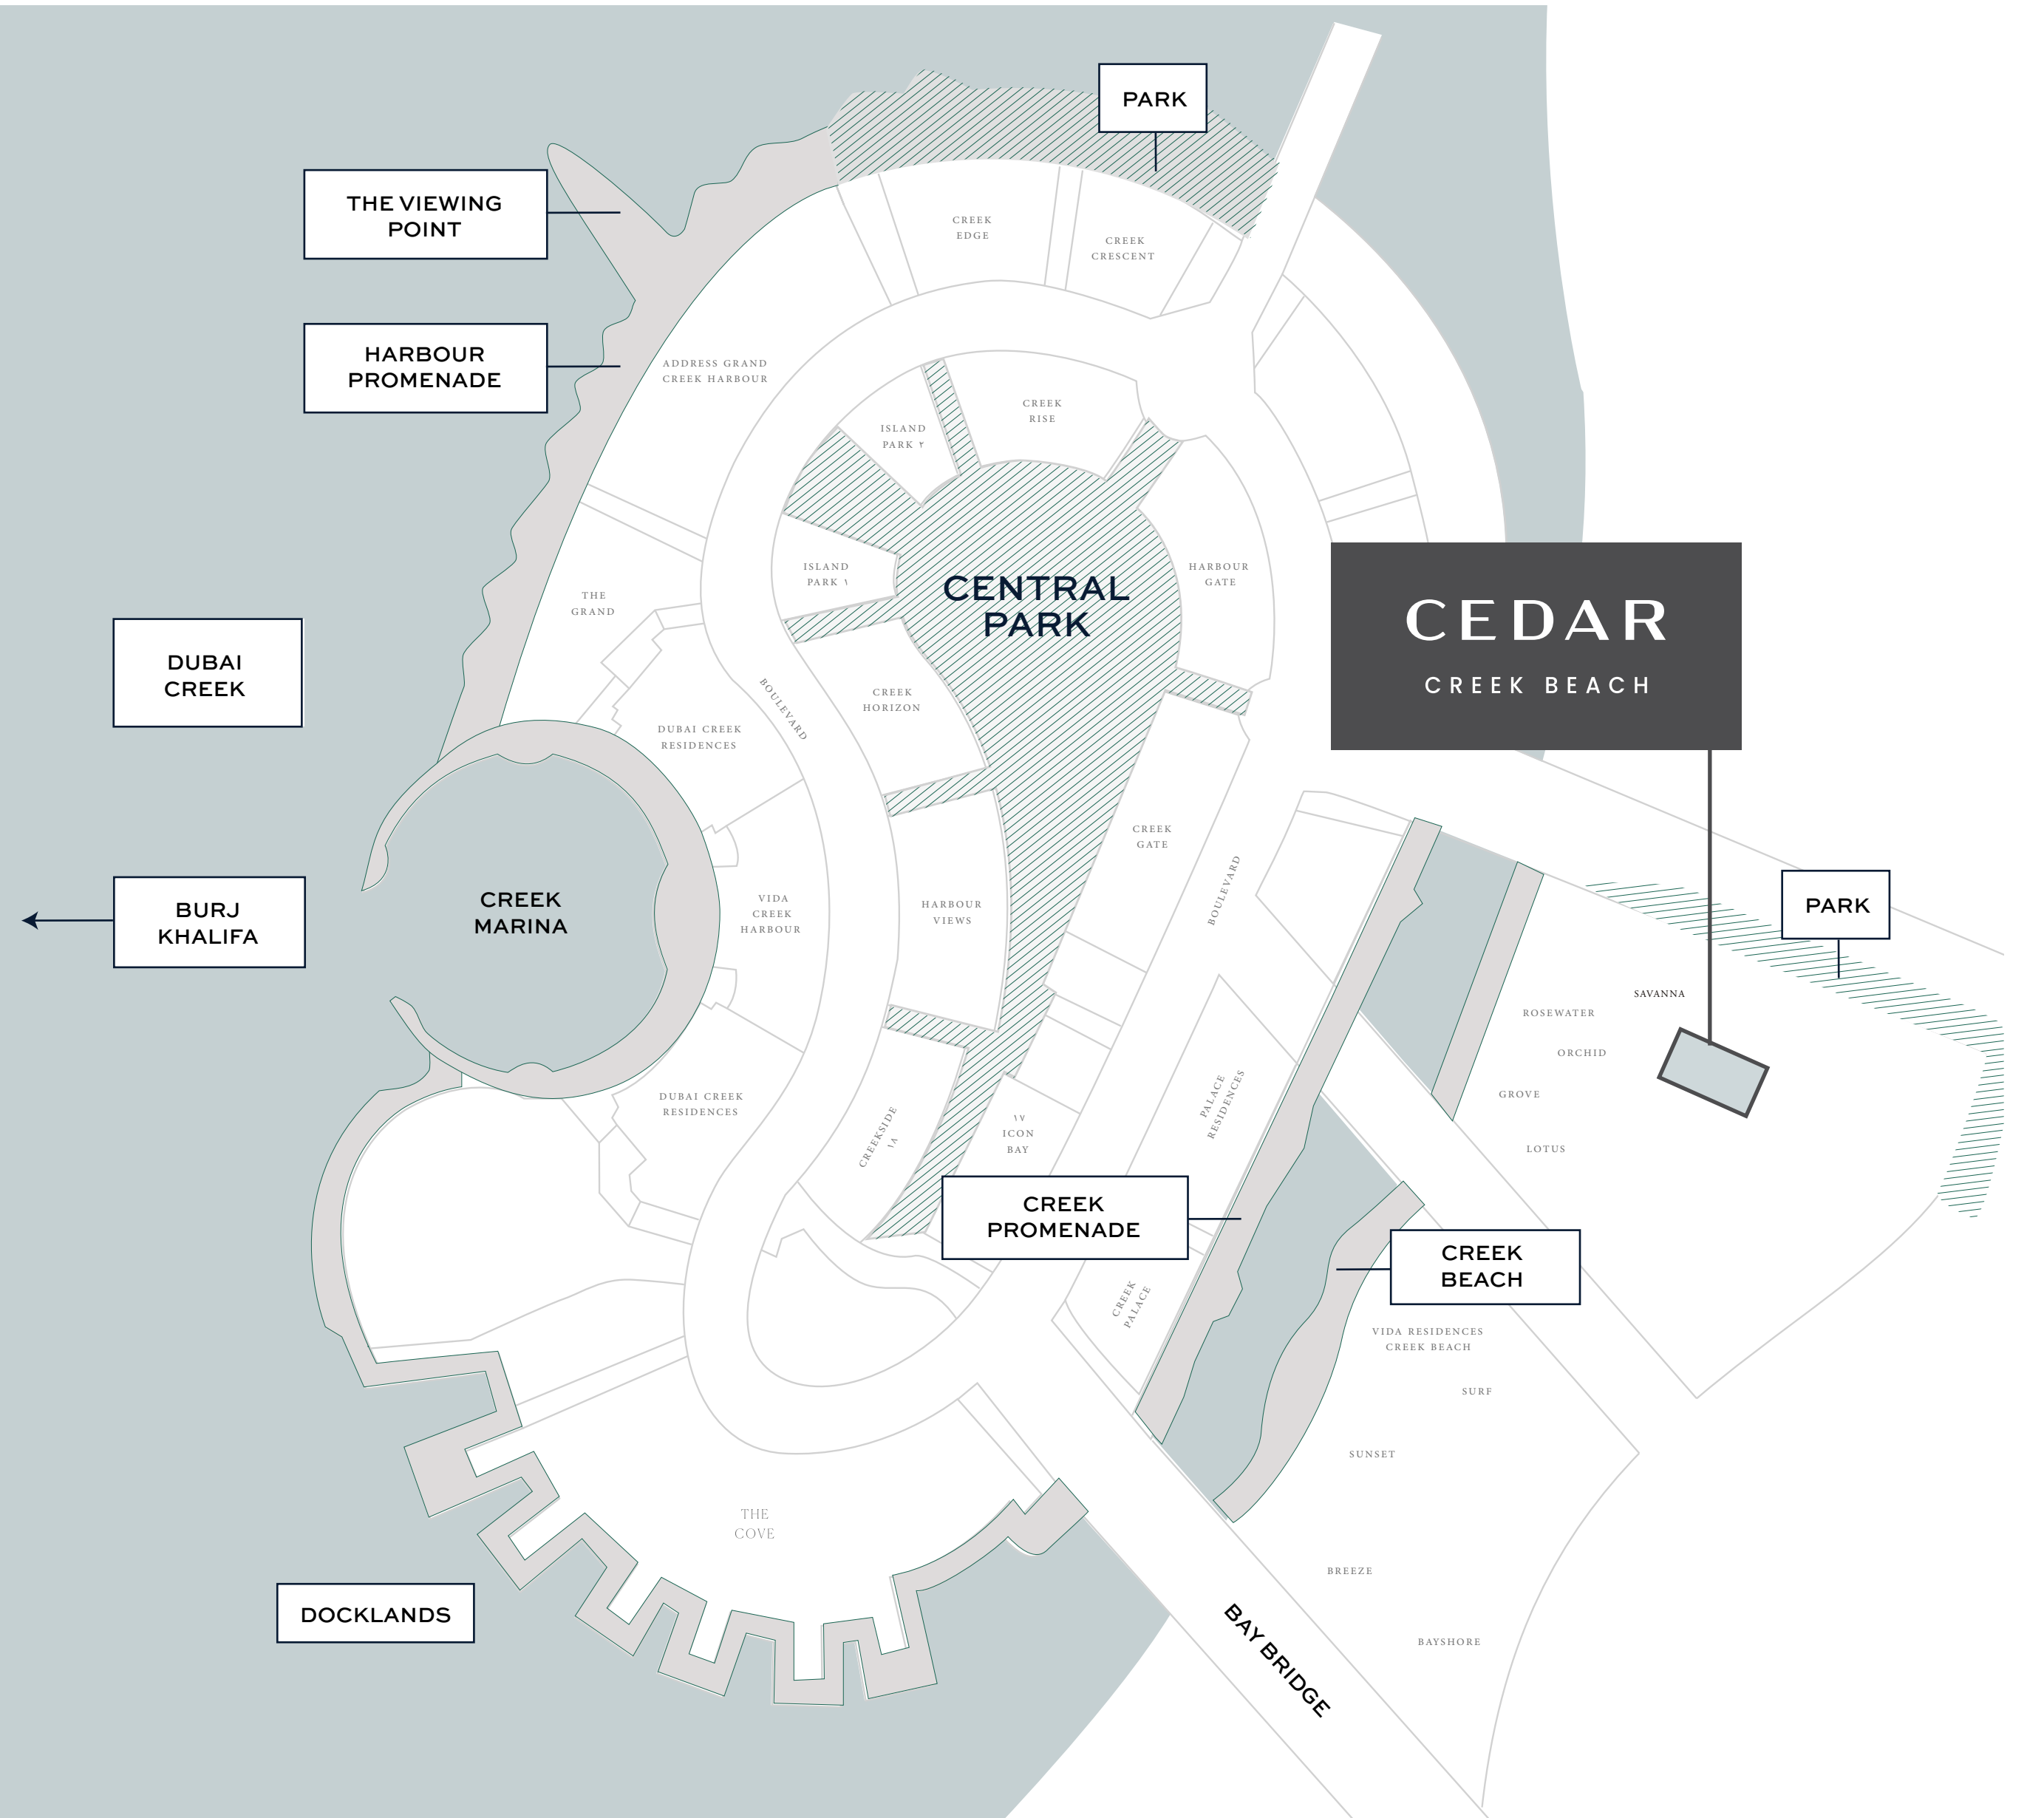 PARK
THE VIEWING
POINT
CREEK
EDGE
CREEK
CRESCENT
HARBOUR
PROMENADE
ADDRESS GRAND
CREEK HARBOUR
CREEK
RISE
ISLAND
PARK ٢
ISLAND
PARK ١
CENTRAL
PARK
HARBOUR
GATE
CEDAR
CREEK BEACH
THE
GRAND
DUBAI
CREEK
BOULEVARD
CREEK
HORIZON
DUBAI CREEK
RESIDENCES
CREEK
GATE
BOULEVARD
BURJ
KHALIFA
CREEK
MARINA
VIDA
CREEK
HARBOUR
HARBOUR
VIEWS
PARK
SAVANNA
ROSEWATER
ORCHID
GROVE
LOTUS
DUBAI CREEK
RESIDENCES
CREEKSIDE
١٨
١٧
ICON
BAY
PALACE
RESIDENCES
CREEK
PROMENADE
CREEK
BEACH
CREEK
PALACE
VIDA RESIDENCES
CREEK BEACH
SURF
SUNSET
THE
COVE
BREEZE
DOCKLANDS
BAY BRIDGE
BAYSHORE